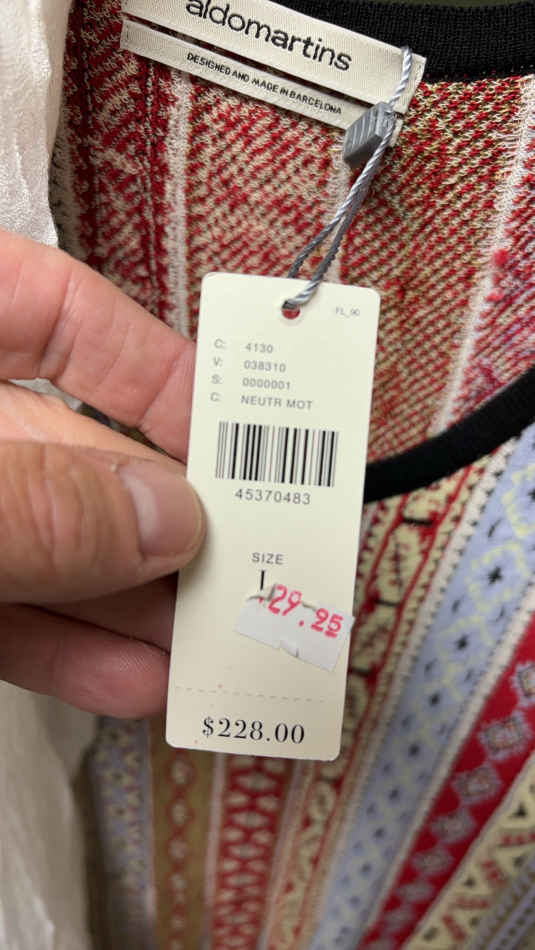 aldomartins
DESIGNED AND MADE IN BARCELONA
FL_90
C: 4130
V: 038310
S: 0000001
C: NEUTR MOT
45370483
SIZE
29.25
$228.00